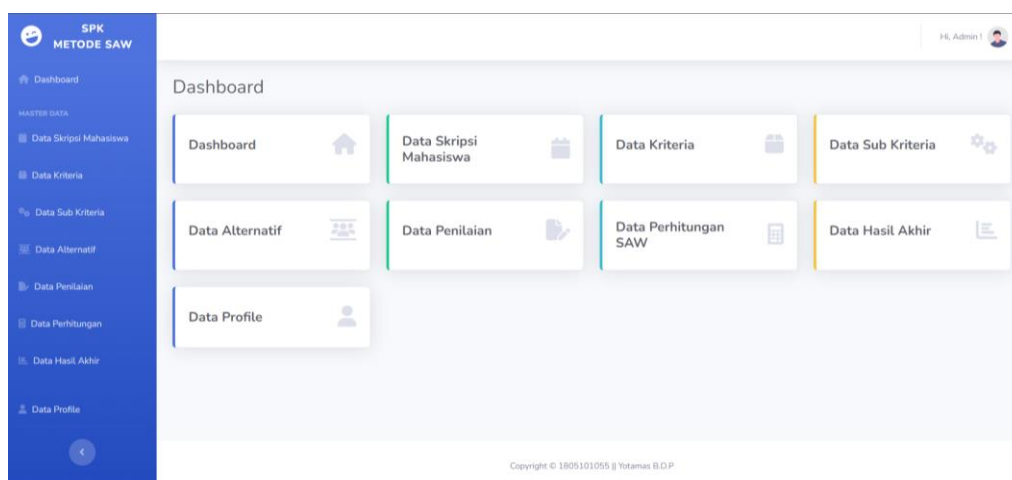 SPK
METODE SAW
Hi, Admin !
Dashboard
MASTER DATA
Data Skripsi Mahasiswa
Data Kriteria
Data Sub Kriteria
Data Alternatif
Data Penilaian
Data Perhitungan
Data Hasil Akhir
Data Profile
Dashboard
Dashboard
Data Skripsi
Mahasiswa
Data Kriteria
Data Sub Kriteria
Data Alternatif
Data Penilaian
Data Perhitungan
SAW
Data Hasil Akhir
Data Profile
Copyright © 1805101055 || Yotamas B.D.P